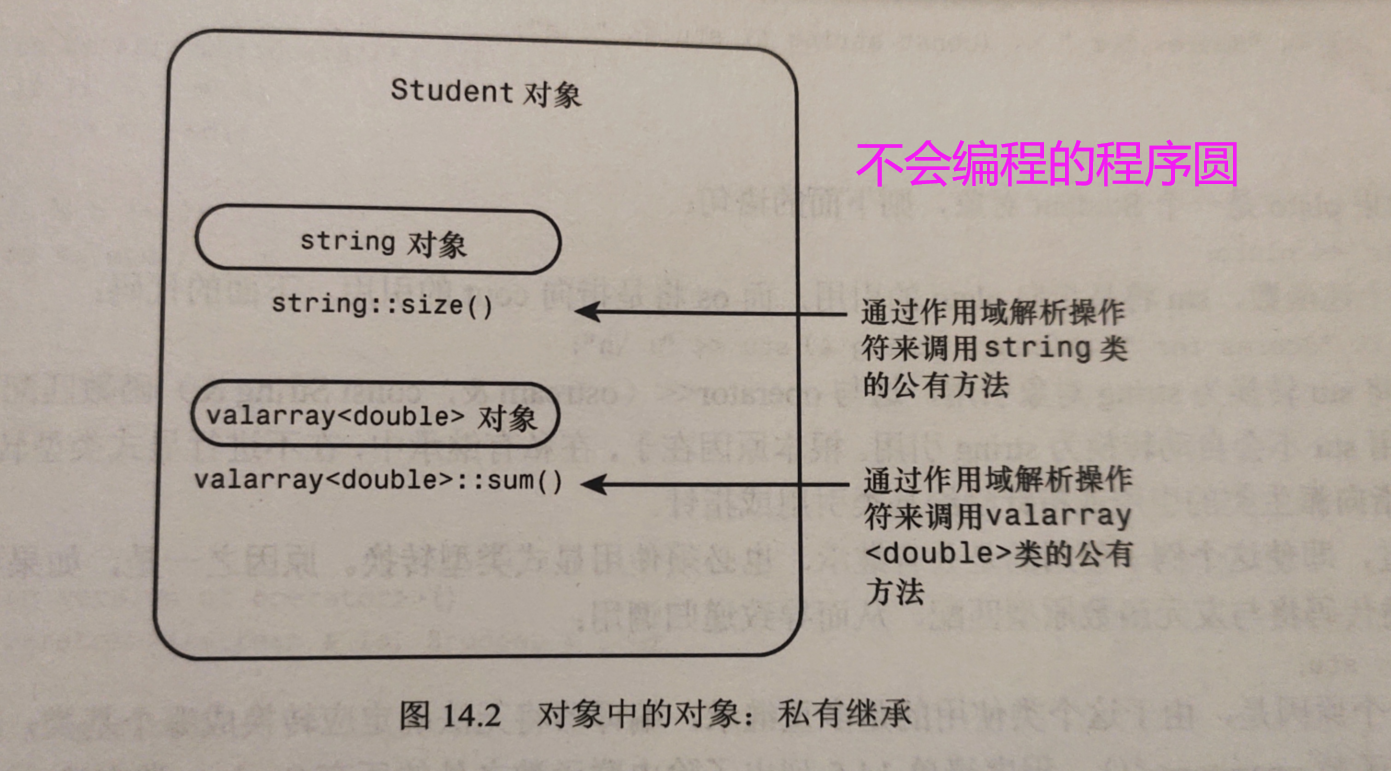 Student 对象
不会编程的程序圆
string 对象
string::size()
通过作用域解析操作
符来调用string 类
的公有方法
valarray<double> 对象
valarray<double>::sum()
通过作用域解析操作
符来调用valarray
<double>类的公有
方法
图 14.2 对象中的对象：私有继承